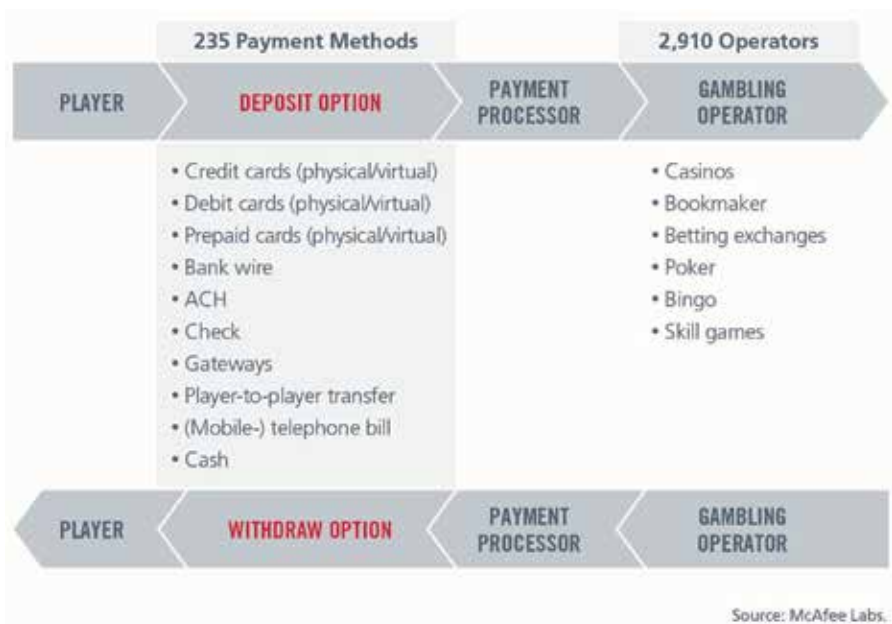 235 Payment Methods
2,910 Operators
PLAYER
DEPOSIT OPTION
PAYMENT
PROCESSOR
GAMBLING
OPERATOR
• Credit cards (physical/virtual)
• Debit cards (physical/virtual)
• Prepaid cards (physical/virtual)
• Bank wire
• ACH
• Check
• Gateways
• Player-to-player transfer
• (Mobile-) telephone bill
• Cash
• Casinos
• Bookmaker
• Betting exchanges
• Poker
• Bingo
• Skill games
PLAYER
WITHDRAW OPTION
PAYMENT
PROCESSOR
GAMBLING
OPERATOR
Source: McAfee Labs.